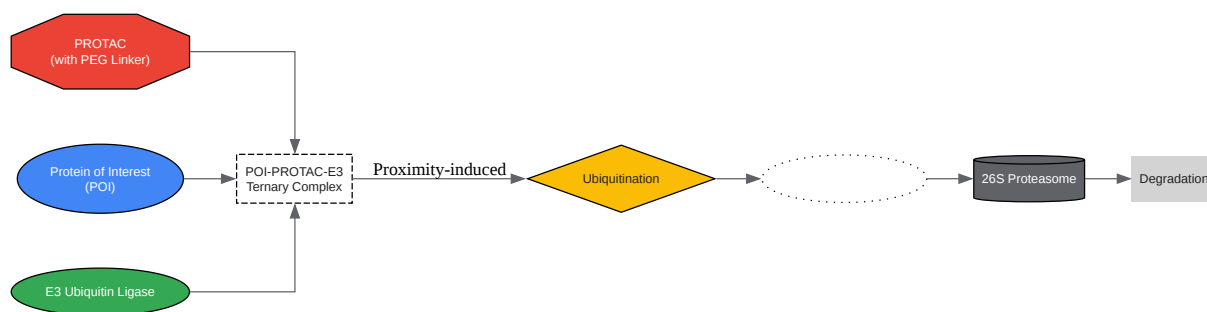 PROTAC
(with PEG Linker)
Protein of Interest
(POI)
E3 Ubiquitin Ligase
POI-PROTAC-E3
Ternary Complex
Proximity-induced
Ubiquitination
26S Proteasome
Degradation